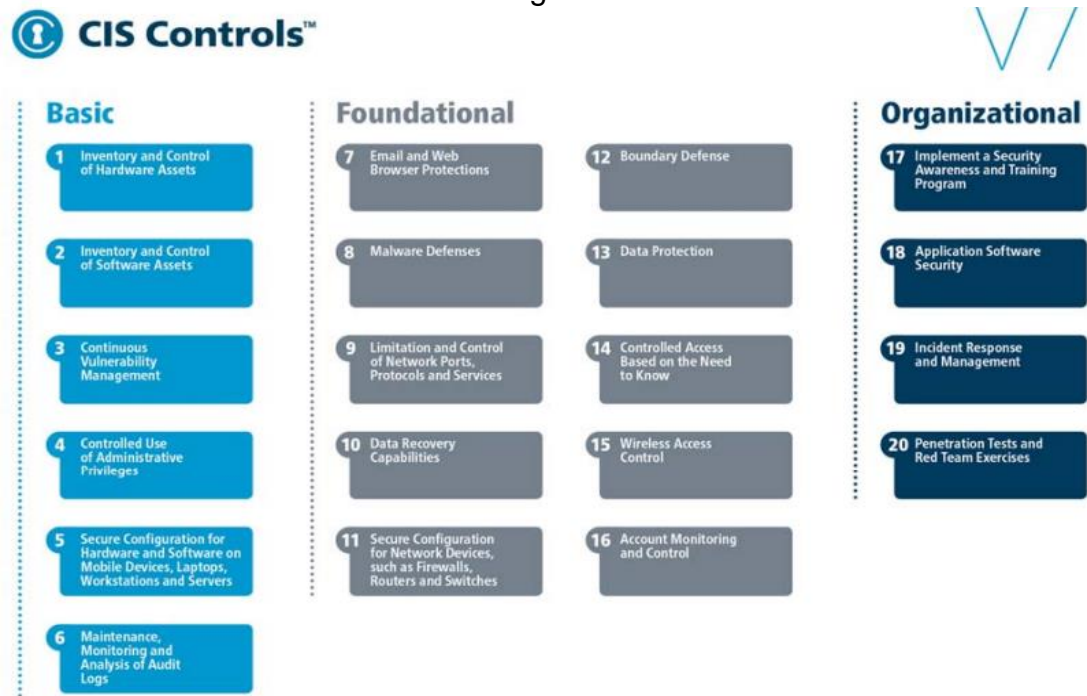 CIS Controls™
V7
Basic
1 Inventory and Control
of Hardware Assets
2 Inventory and Control
of Software Assets
3 Continuous
Vulnerability
Management
4 Controlled Use
of Administrative
Privileges
5 Secure Configuration for
Hardware and Software on
Mobile Devices, Laptops,
Workstations and Servers
6 Maintenance,
Monitoring and
Analysis of Audit
Logs
Foundational
7 Email and Web
Browser Protections
8 Malware Defenses
9 Limitation and Control
of Network Ports,
Protocols and Services
10 Data Recovery
Capabilities
11 Secure Configuration
for Network Devices,
such as Firewalls,
Routers and Switches
12 Boundary Defense
13 Data Protection
14 Controlled Access
Based on the Need
to Know
15 Wireless Access
Control
16 Account Monitoring
and Control
Organizational
17 Implement a Security
Awareness and Training
Program
18 Application Software
Security
19 Incident Response
and Management
20 Penetration Tests and
Red Team Exercises